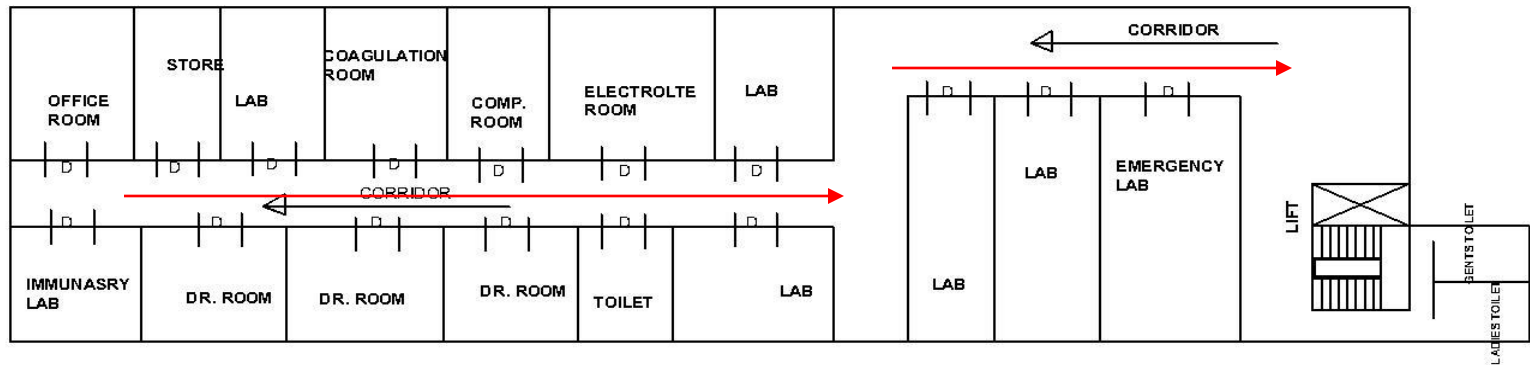 CORRIDOR
STORE
COAGULATION
ROOM
OFFICE
ROOM
LAB
COMP.
ROOM
ELECTROLTE
ROOM
LAB
D
D
D
D
D
D
D
D
D
D
CORRIDOR
D
D
D
D
D
D
LAB
EMERGENCY
LAB
LIFT
IMMUNASRY
LAB
DR. ROOM
DR. ROOM
DR. ROOM
TOILET
LAB
LAB
GENTS TOILET
LADIES TOILET